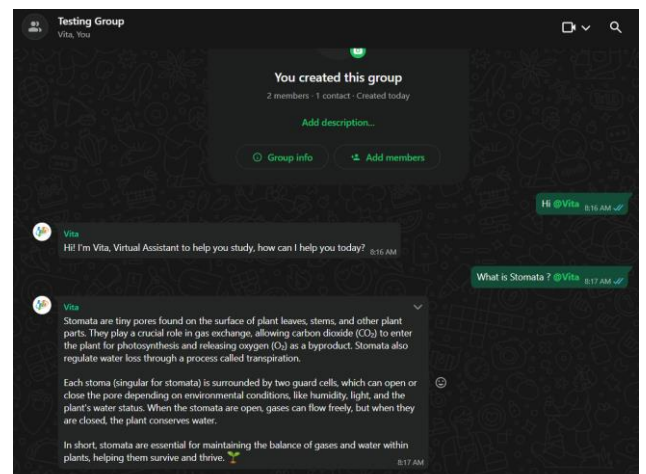 Testing Group
Vita, You
You created this group
2 members · 1 contact · Created today
Add description...
Group info
Add members
Hi @Vita 8:16 AM
Vita
Hi! I'm Vita, Virtual Assistant to help you study, how can I help you today? 8:16 AM
What is Stomata ? @Vita 8:17 AM
Vita
Stomata are tiny pores found on the surface of plant leaves, stems, and other plant
parts. They play a crucial role in gas exchange, allowing carbon dioxide (CO₂) to enter
the plant for photosynthesis and releasing oxygen (O₂) as a byproduct. Stomata also
regulate water loss through a process called transpiration.
Each stoma (singular for stomata) is surrounded by two guard cells, which can open or
close the pore depending on environmental conditions, like humidity, light, and the
plant's water status. When the stomata are open, gases can flow freely, but when they
are closed, the plant conserves water.
In short, stomata are essential for maintaining the balance of gases and water within
plants, helping them survive and thrive. 🌱 8:17 AM